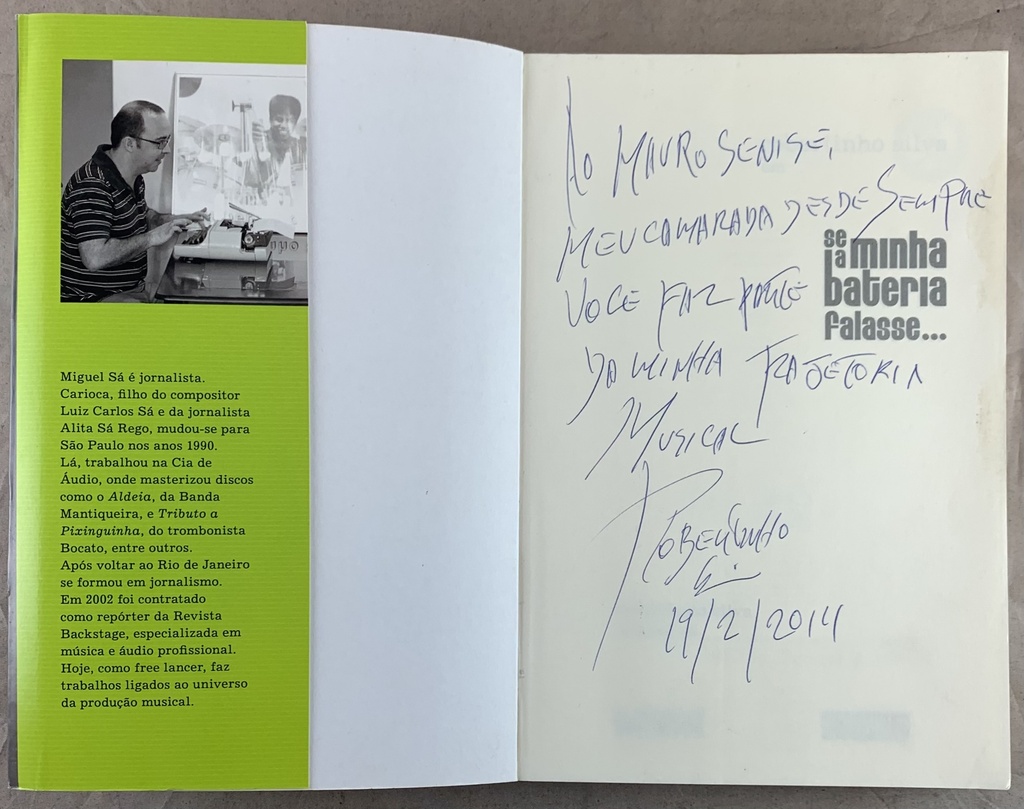 Miguel Sá é jornalista.
Carioca, filho do compositor
Luiz Carlos Sá e da jornalista
Alita Sá Rego, mudou-se para
São Paulo nos anos 1990.
Lá, trabalhou na Cia de
Áudio, onde masterizou discos
como o Aldeia, da Banda
Mantiqueira, e Tributo a
Pixinguinha, do trombonista
Bocato, entre outros.
Após voltar ao Rio de Janeiro
se formou em jornalismo.
Em 2002 foi contratado
como repórter da Revista
Backstage, especializada em
música e áudio profissional.
Hoje, como free lancer, faz
trabalhos ligados ao universo
da produção musical.
AO MAURO SENISE,
MEU CAMARADA DESDE SEMPRE
VOCE FAZ PARTE
DA MINHA TRAJETORIA
MUSICAL
ROBERTINHO
19/2/2014
se a minha
bateria
falasse...